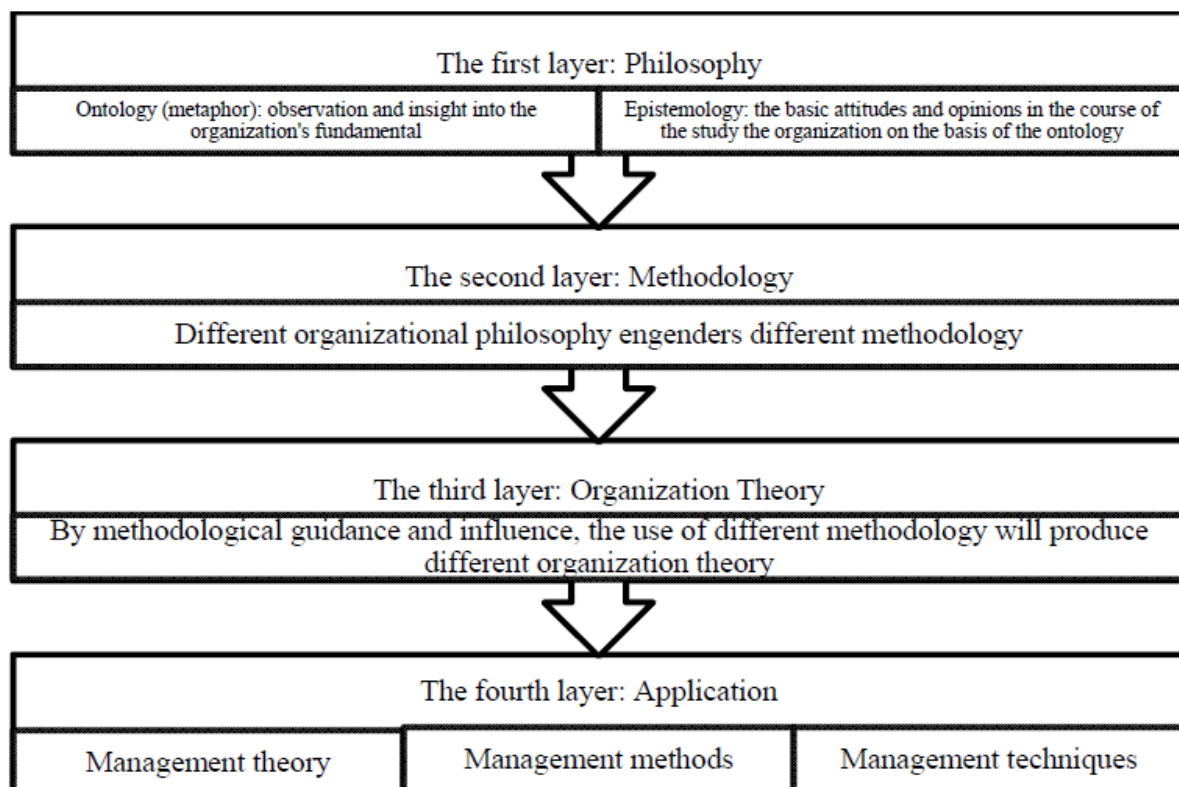 The first layer: Philosophy
Ontology (metaphor): observation and insight into the
organization's fundamental
Epistemology: the basic attitudes and opinions in the course of
the study the organization on the basis of the ontology
The second layer: Methodology
Different organizational philosophy engenders different methodology
The third layer: Organization Theory
By methodological guidance and influence, the use of different methodology will produce
different organization theory
The fourth layer: Application
Management theory
Management methods
Management techniques